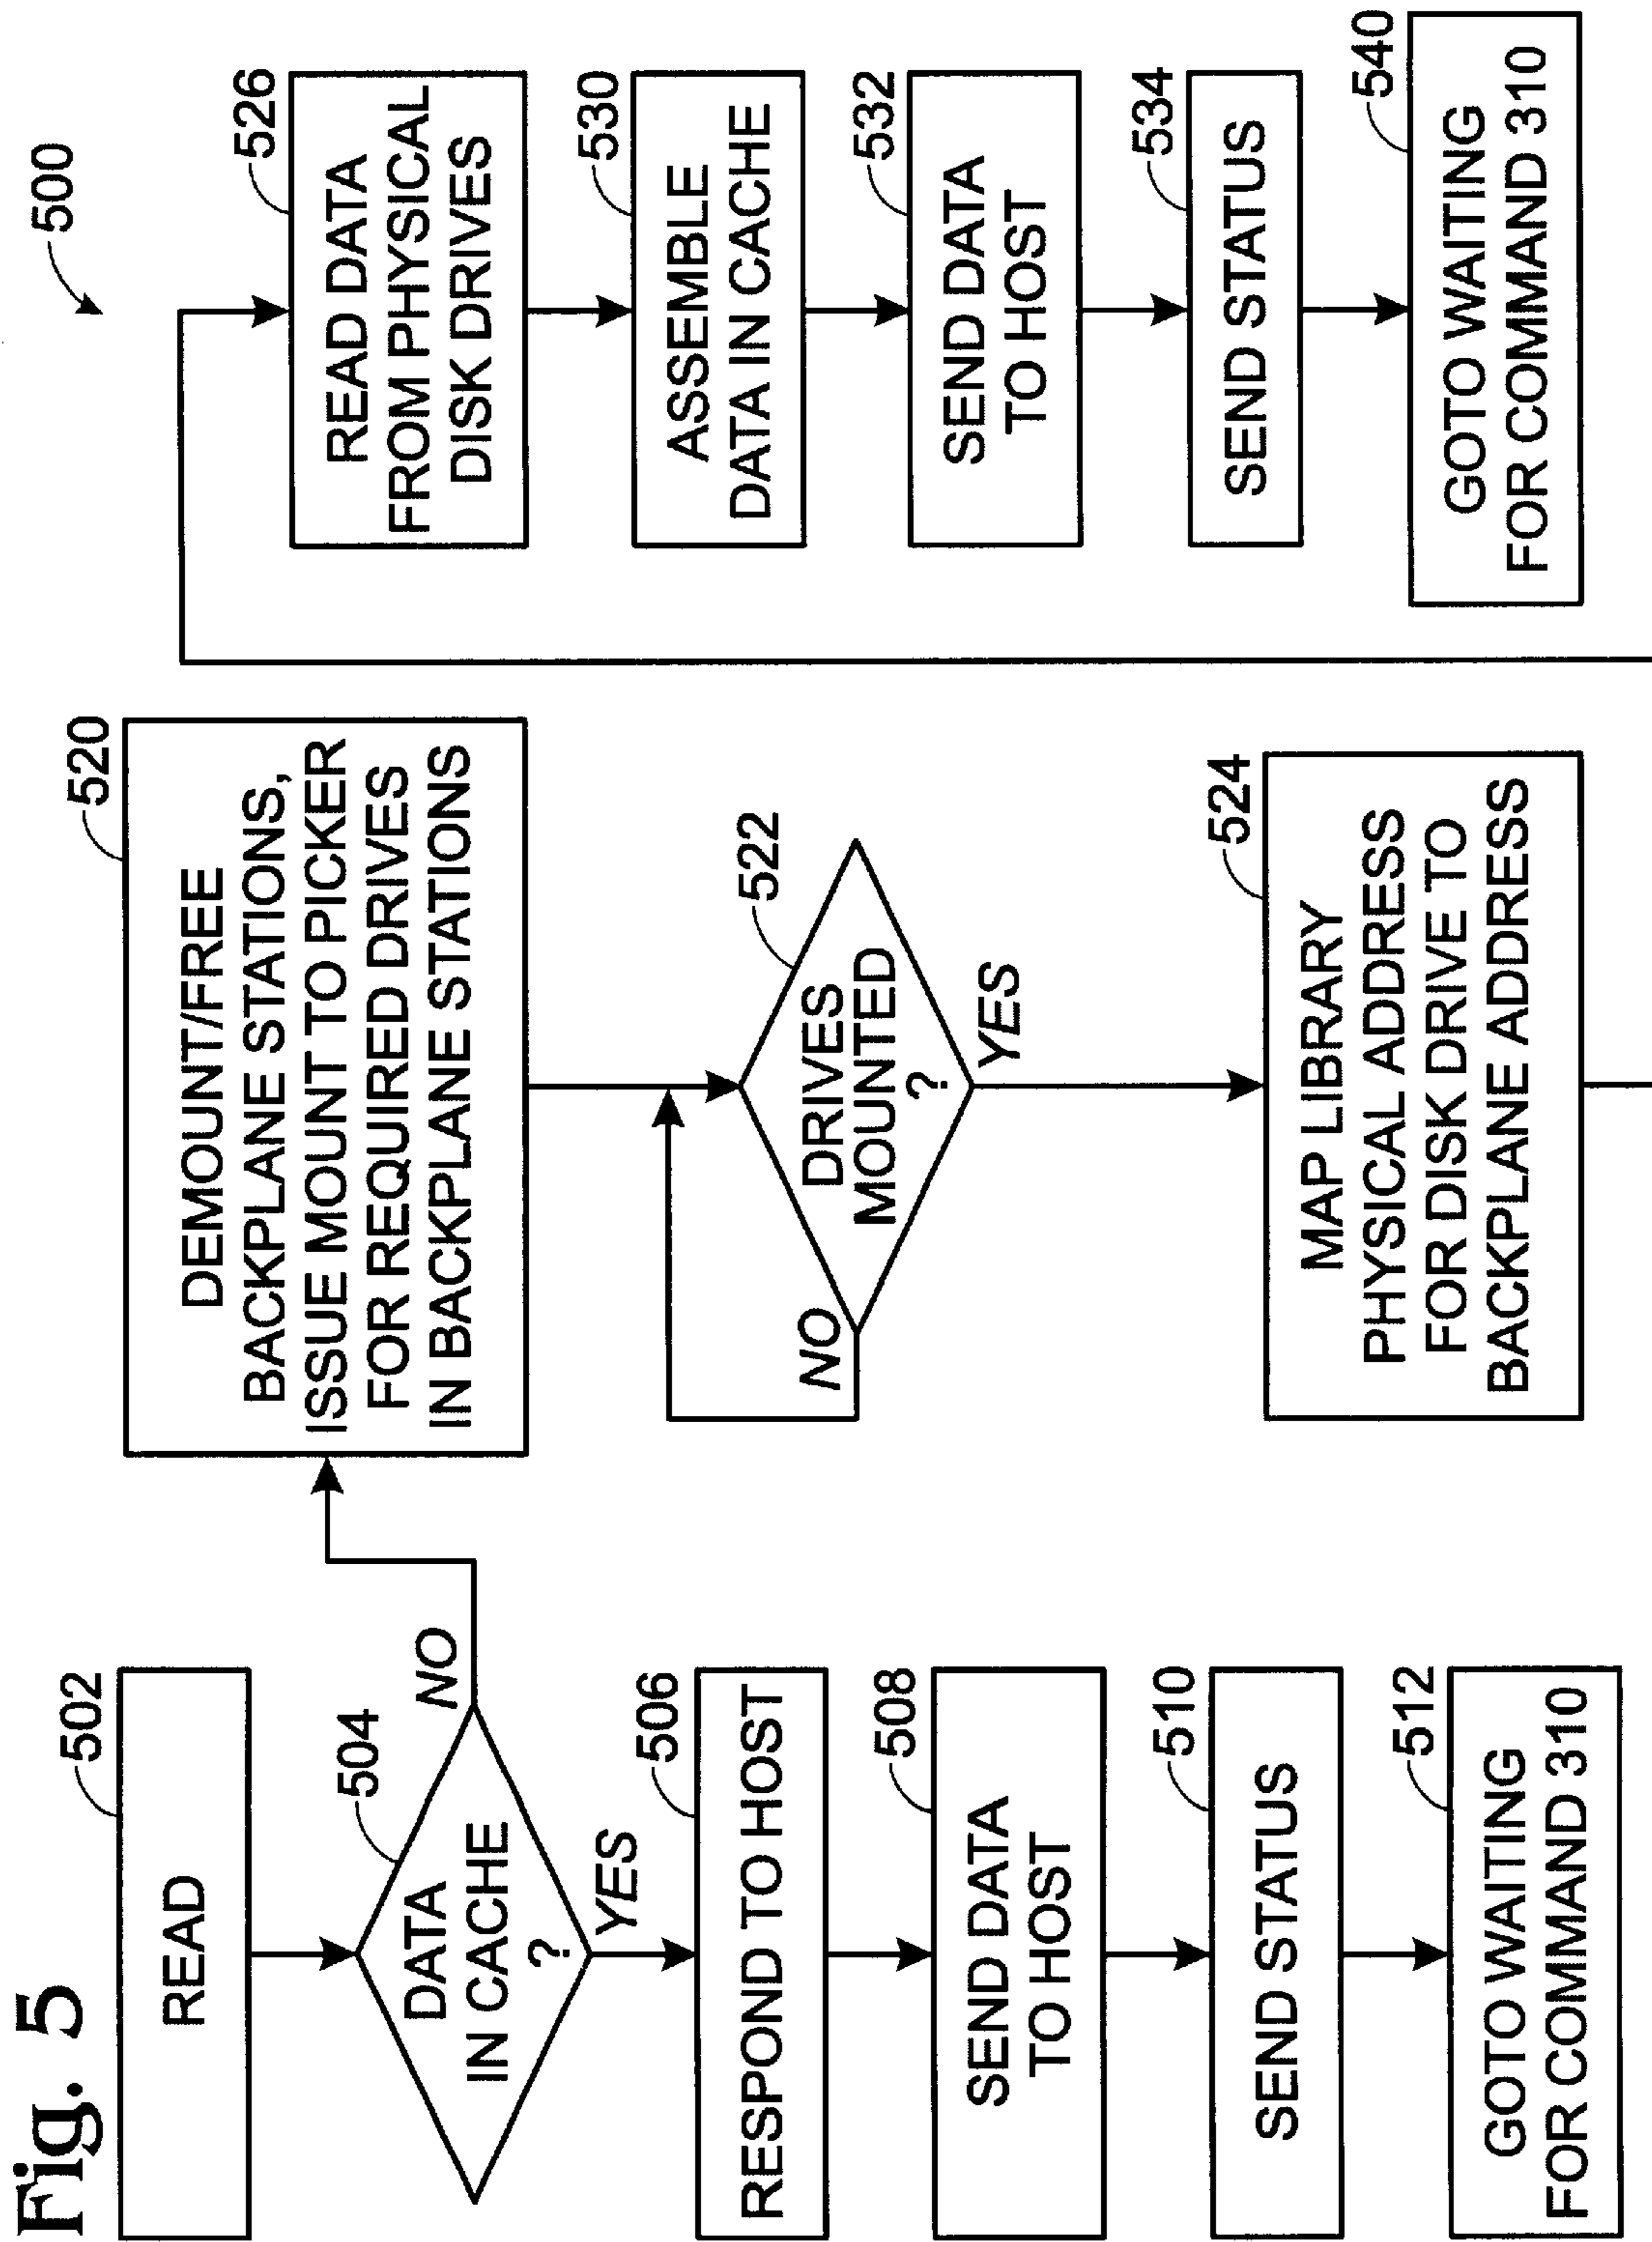 Fig. 5
500
502
READ
504
DATA
IN CACHE
?
NO
YES
506
RESPOND TO HOST
508
SEND DATA
TO HOST
510
SEND STATUS
512
GOTO WAITING
FOR COMMAND 310
520
DEMOUNT/FREE
BACKPLANE STATIONS,
ISSUE MOUNT TO PICKER
FOR REQUIRED DRIVES
IN BACKPLANE STATIONS
522
DRIVES
MOUNTED
?
NO
YES
524
MAP LIBRARY
PHYSICAL ADDRESS
FOR DISK DRIVE TO
BACKPLANE ADDRESS
526
READ DATA
FROM PHYSICAL
DISK DRIVES
530
ASSEMBLE
DATA IN CACHE
532
SEND DATA
TO HOST
534
SEND STATUS
540
GOTO WAITING
FOR COMMAND 310